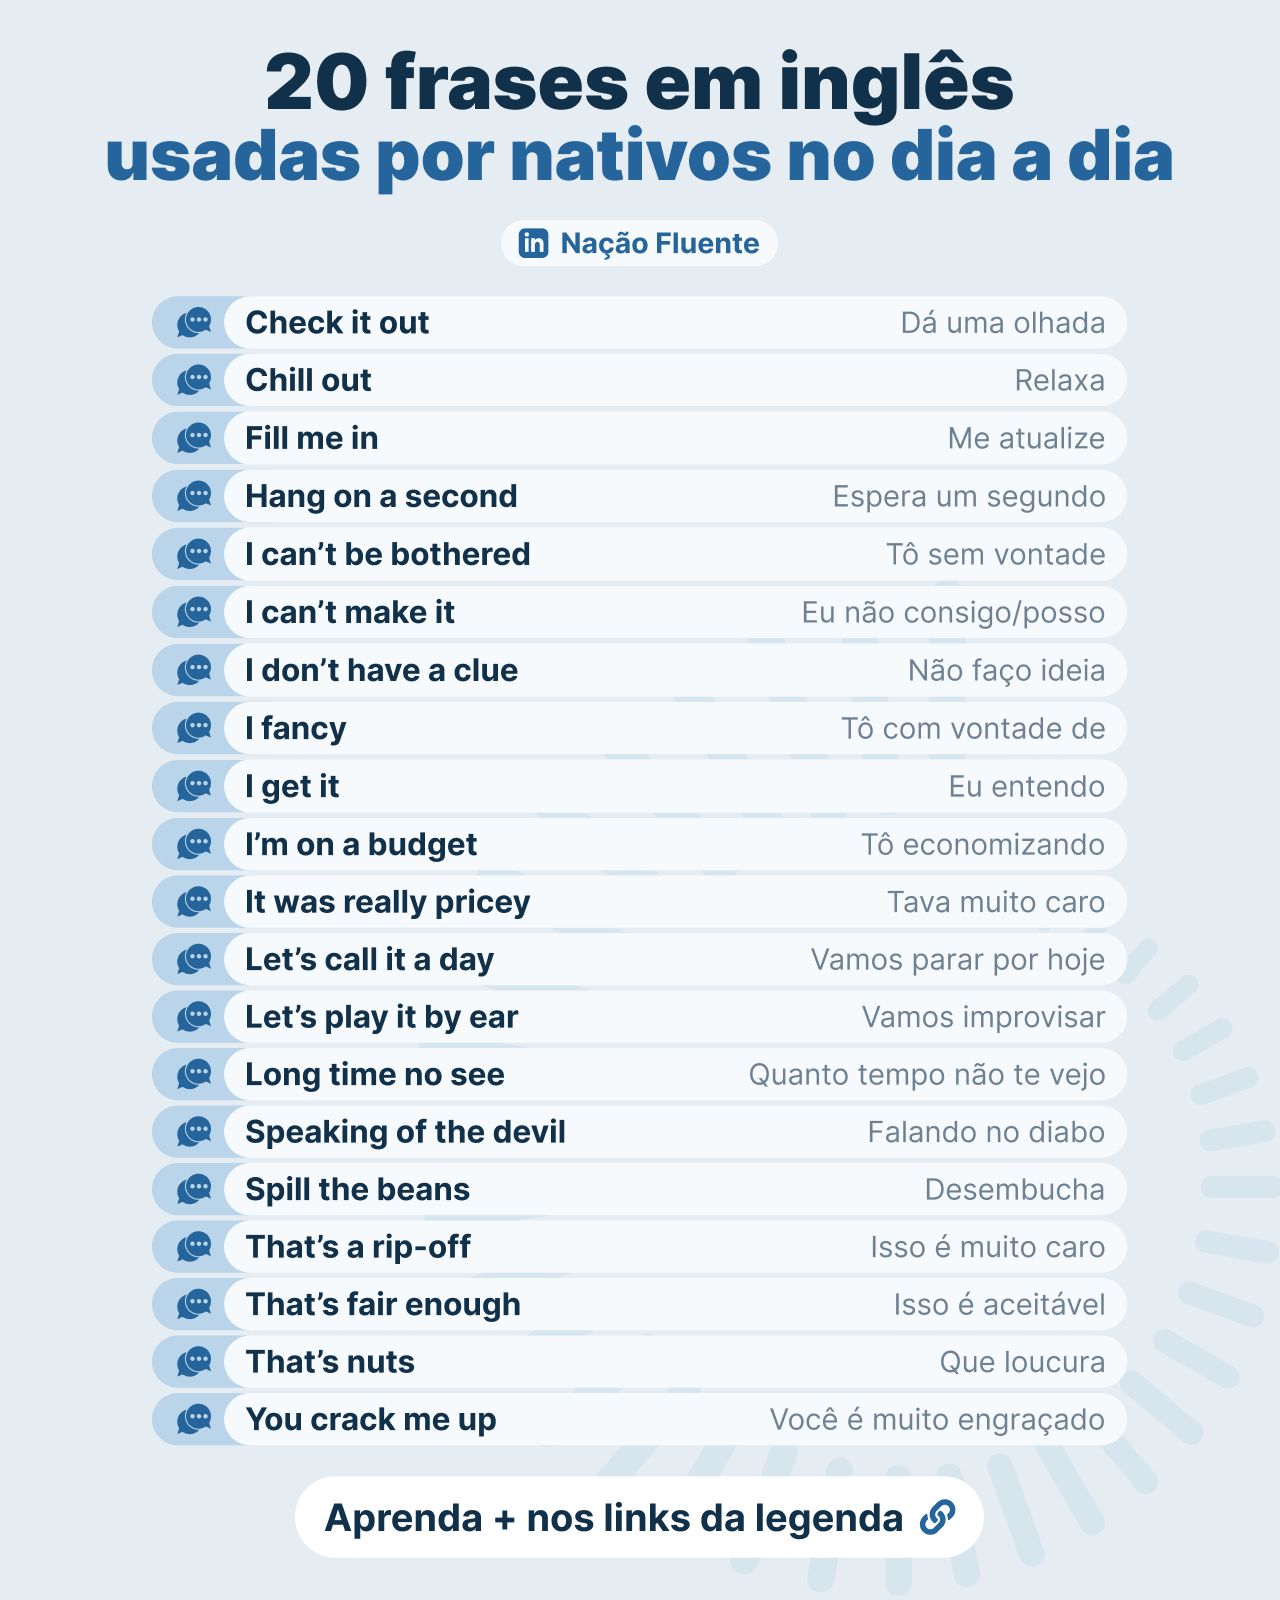 20 frases em inglês
usadas por nativos no dia a dia
in Nação Fluente
Check it out Dá uma olhada
Chill out Relaxa
Fill me in Me atualize
Hang on a second Espera um segundo
I can’t be bothered Tô sem vontade
I can’t make it Eu não consigo/posso
I don’t have a clue Não faço ideia
I fancy Tô com vontade de
I get it Eu entendo
I’m on a budget Tô economizando
It was really pricey Tava muito caro
Let’s call it a day Vamos parar por hoje
Let’s play it by ear Vamos improvisar
Long time no see Quanto tempo não te vejo
Speaking of the devil Falando no diabo
Spill the beans Desembucha
That’s a rip-off Isso é muito caro
That’s fair enough Isso é aceitável
That’s nuts Que loucura
You crack me up Você é muito engraçado
Aprenda + nos links da legenda